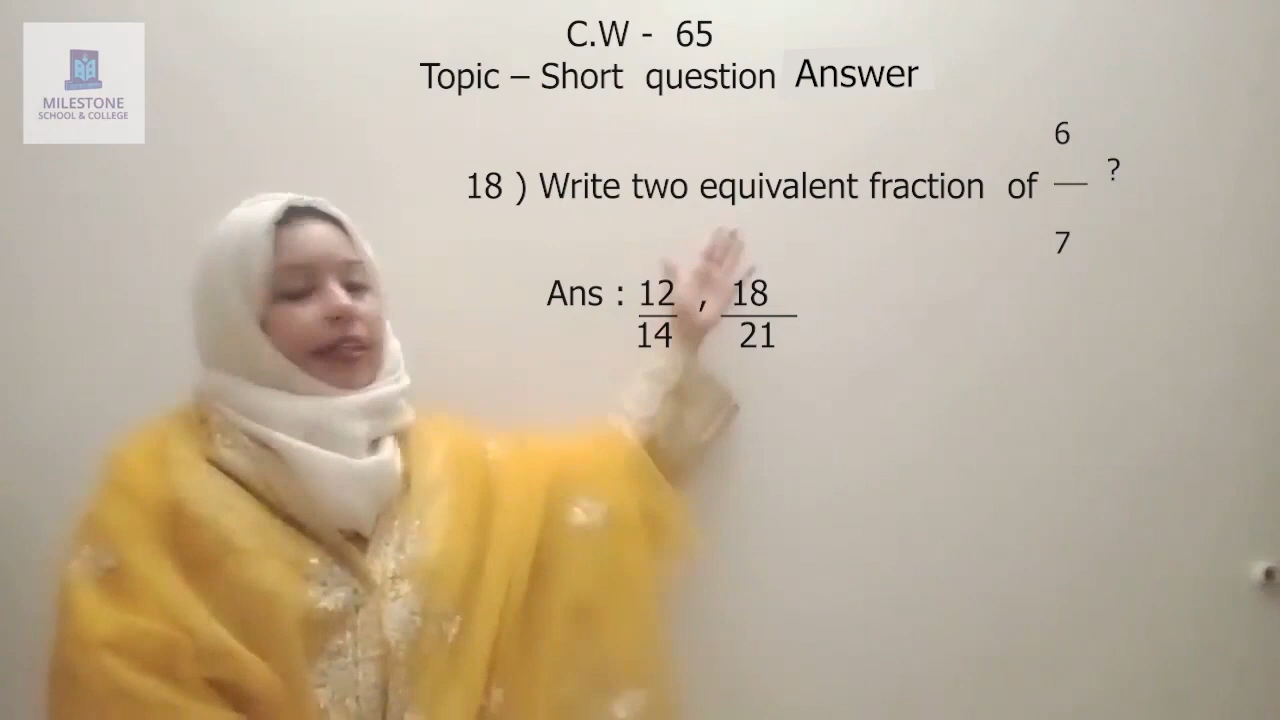 C.W - 65
Topic – Short question Answer
MILESTONE
SCHOOL & COLLEGE
6
18 ) Write two equivalent fraction of — ?
7
Ans : 12 , 18
14 21